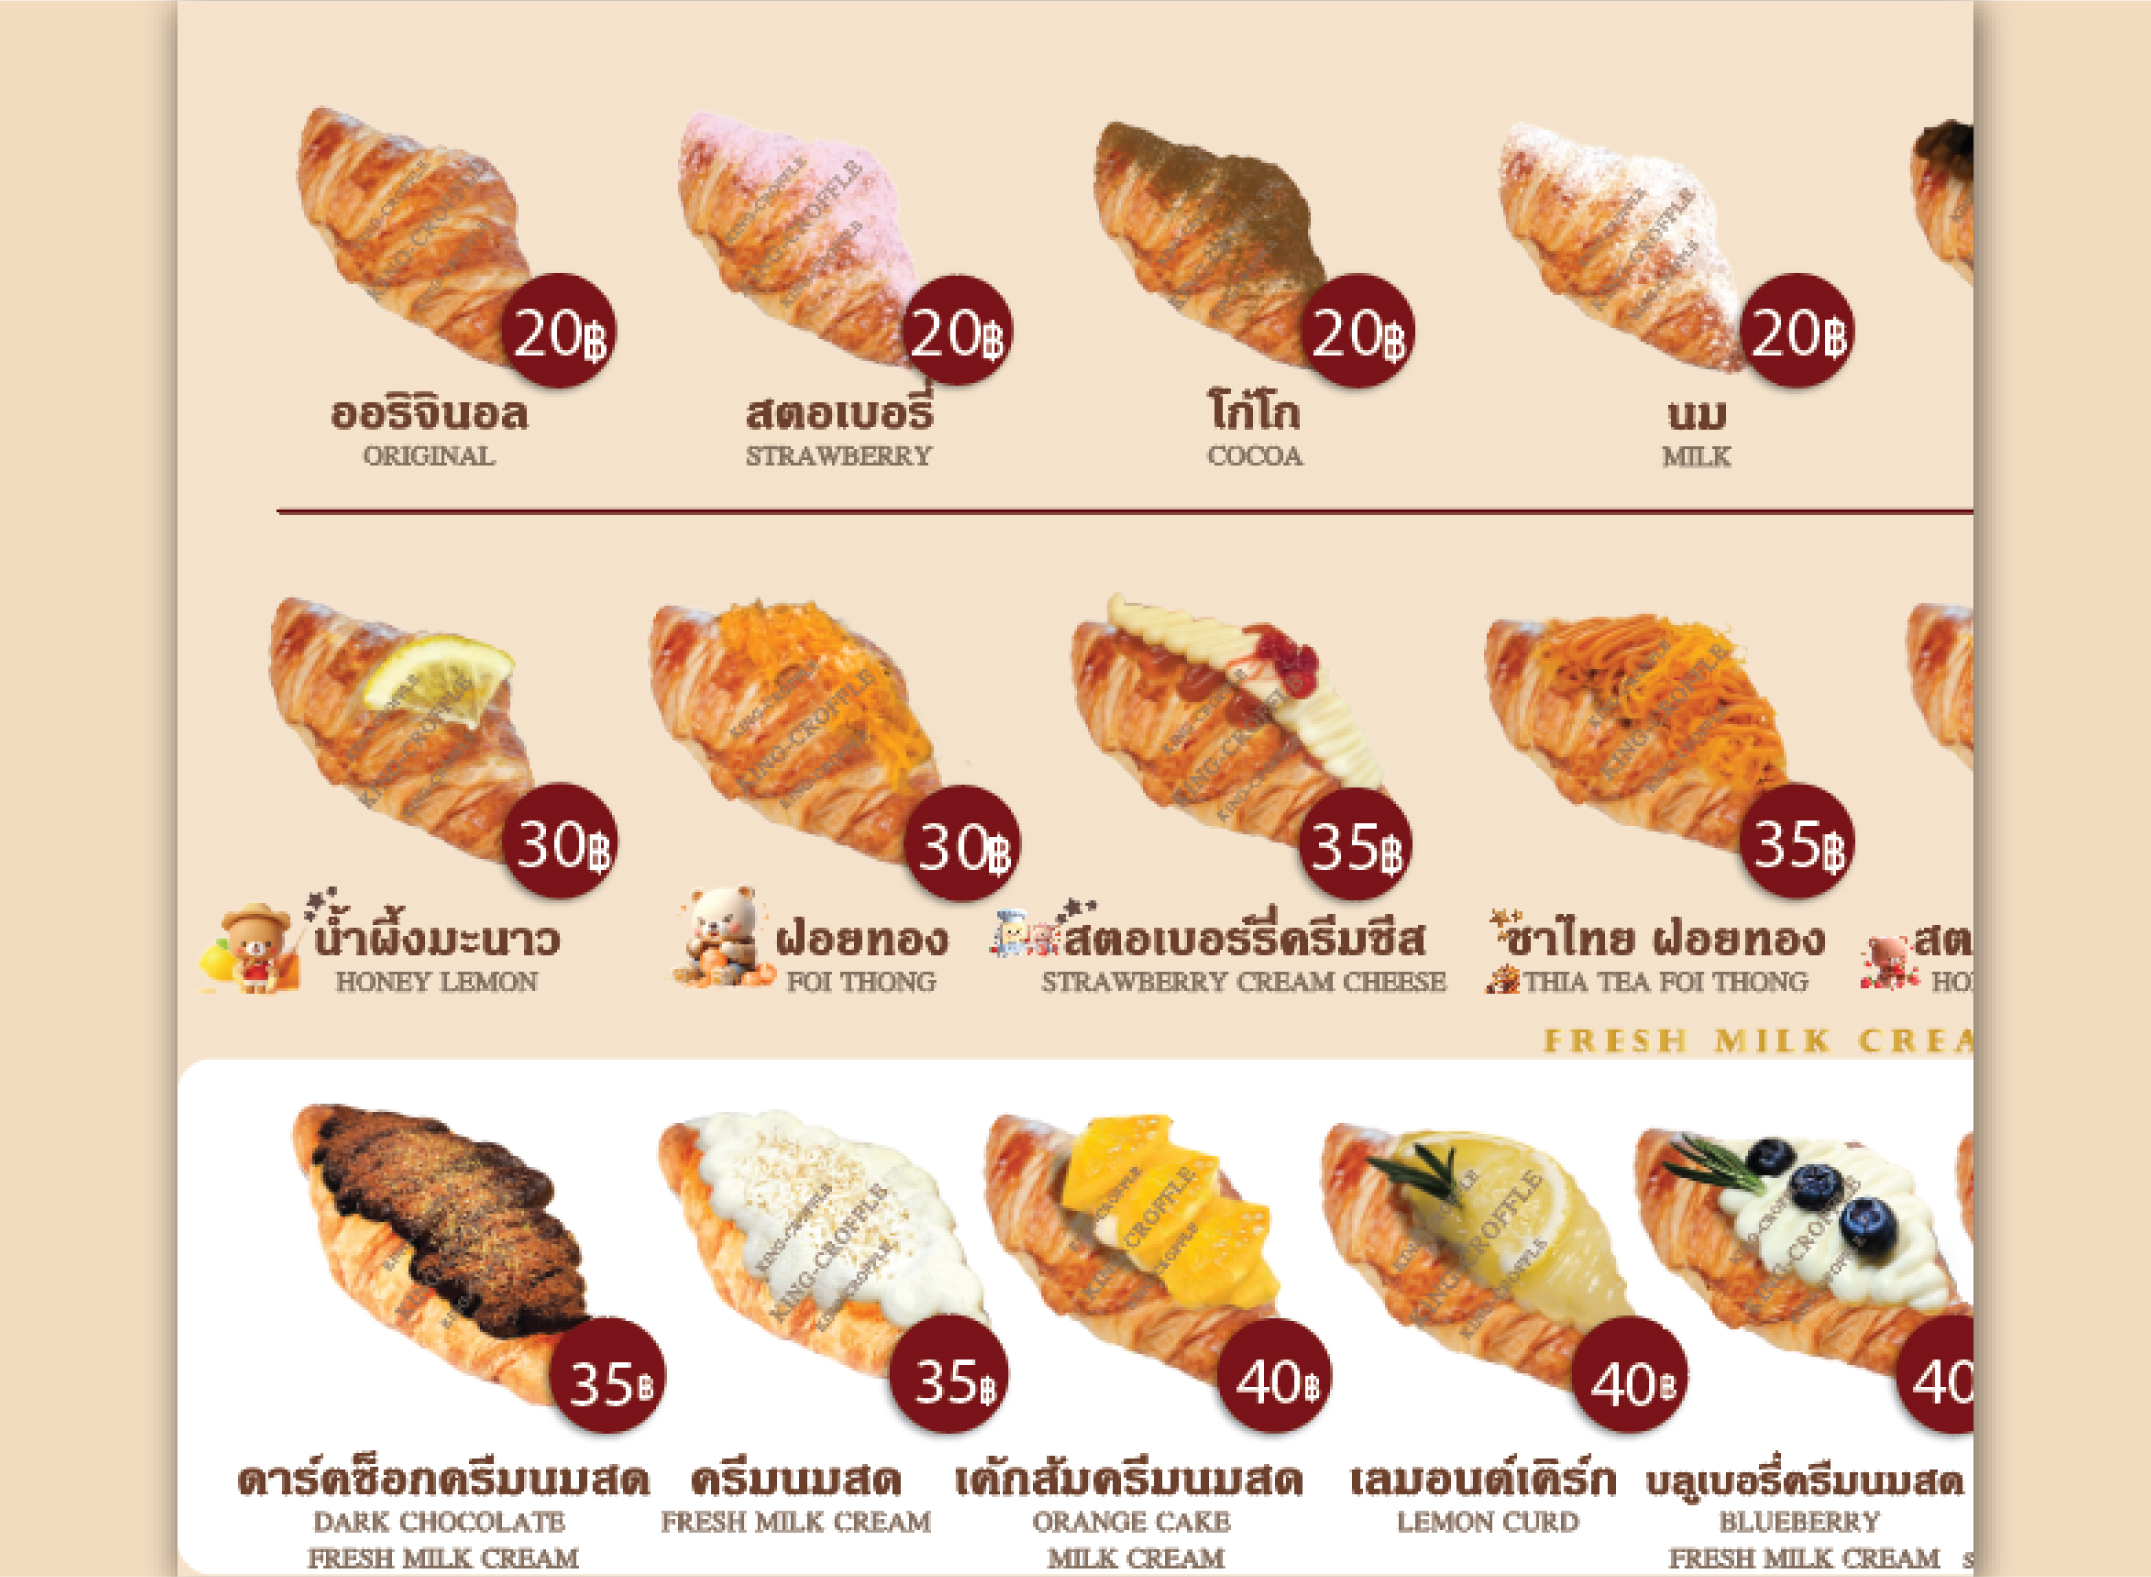 20฿
20฿
20฿
20฿
ออริจินอล
สตอเบอรี่
โก้โก
นม
ORIGINAL
STRAWBERRY
COCOA
MILK
30฿
30฿
35฿
35฿
น้ำผึ้งมะนาว
ฝอยทอง
สตอเบอร์รี่ครีมชีส
ชาไทย ฝอยทอง
สต
HONEY LEMON
FOI THONG
STRAWBERRY CREAM CHEESE
THIA TEA FOI THONG
HO
FRESH MILK CREA
35฿
35฿
40฿
40฿
40
ดาร์คช็อกครีมนมสด
ครีมนมสด
เค้กส้มครีมนมสด
เลมอนต์เคิร์ก
บลูเบอรี่ครีมนมสด
DARK CHOCOLATE
FRESH MILK CREAM
FRESH MILK CREAM
ORANGE CAKE
MILK CREAM
LEMON CURD
BLUEBERRY
FRESH MILK CREAM
KING-CROFFLE